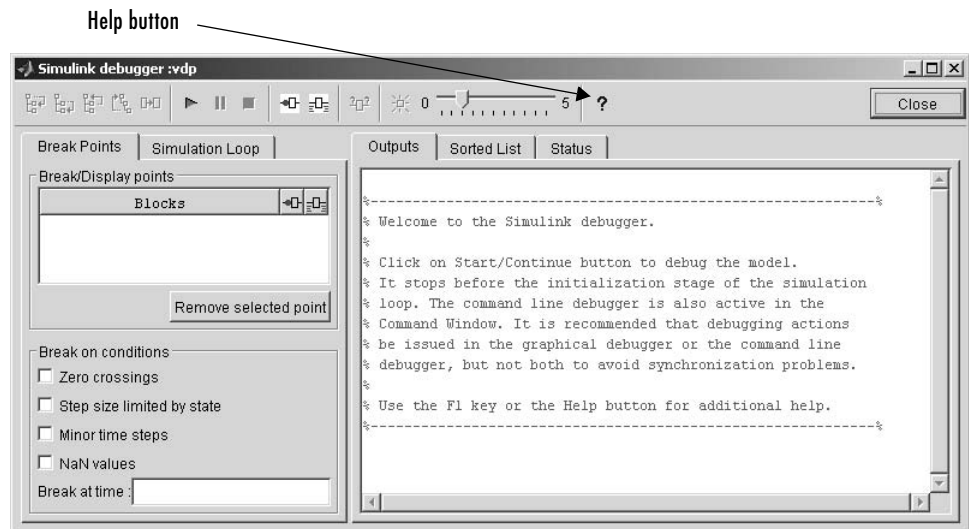 Help button
Simulink debugger :vdp
0 5 ?
Close
Break Points Simulation Loop
Outputs Sorted List Status
Break/Display points
Blocks
Remove selected point
Break on conditions
Zero crossings
Step size limited by state
Minor time steps
NaN values
Break at time :
%----------------------------------------------------------------%
% Welcome to the Simulink debugger.
%
% Click on Start/Continue button to debug the model.
% It stops before the initialization stage of the simulation
% loop. The command line debugger is also active in the
% Command Window. It is recommended that debugging actions
% be issued in the graphical debugger or the command line
% debugger, but not both to avoid synchronization problems.
%
% Use the F1 key or the Help button for additional help.
%----------------------------------------------------------------%